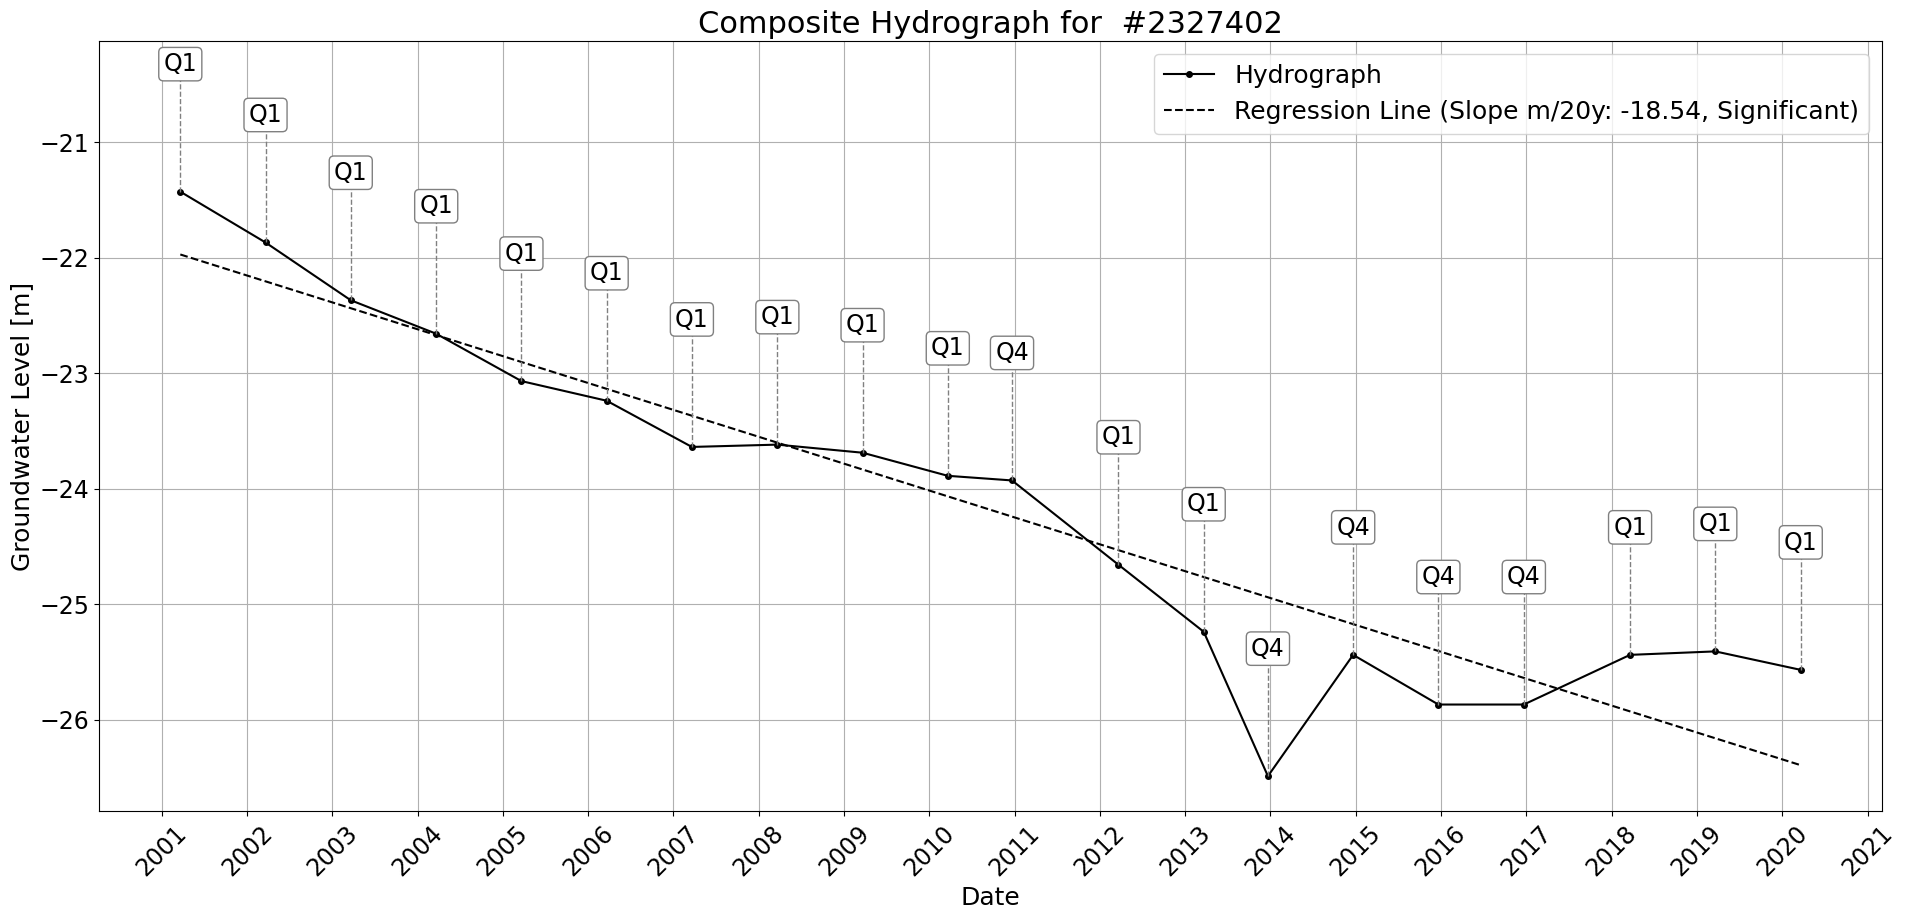 Composite Hydrograph for #2327402
Hydrograph
Regression Line (Slope m/20y: -18.54, Significant)
Q1
Q1
Q1
Q1
Q1
Q1
Q1
Q1
Q1
Q1
Q4
Q1
Q1
Q4
Q4
Q4
Q4
Q1
Q1
Q1
Groundwater Level [m]
−21
−22
−23
−24
−25
−26
2001
2002
2003
2004
2005
2006
2007
2008
2009
2010
2011
2012
2013
2014
2015
2016
2017
2018
2019
2020
2021
Date